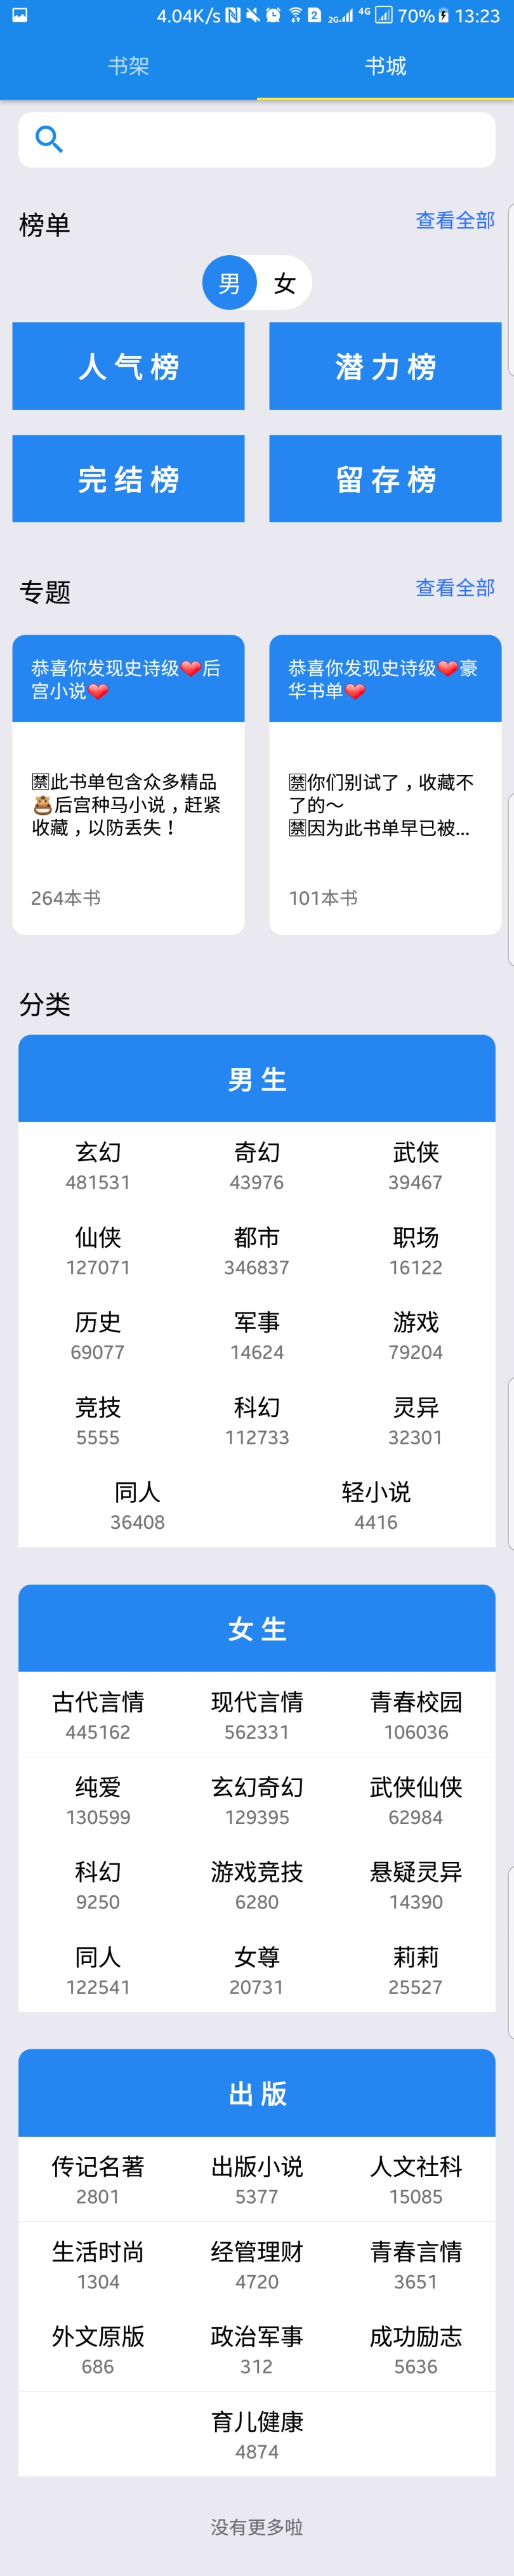 4.04K/s 2 2G 4G 70% 13:23
书架 书城
榜单 查看全部
男 女
人气榜 潜力榜
完结榜 留存榜
专题 查看全部
恭喜你发现史诗级❤️后
宫小说❤️
🈲此书单包含众多精品
🐴后宫种马小说，赶紧
收藏，以防丢失！
264本书
恭喜你发现史诗级❤️豪
华书单❤️
🈲你们别试了，收藏不
了的～
🈲因为此书单早已被...
101本书
分类
男生
玄幻 奇幻 武侠
481531 43976 39467
仙侠 都市 职场
127071 346837 16122
历史 军事 游戏
69077 14624 79204
竞技 科幻 灵异
5555 112733 32301
同人 轻小说
36408 4416
女生
古代言情 现代言情 青春校园
445162 562331 106036
纯爱 玄幻奇幻 武侠仙侠
130599 129395 62984
科幻 游戏竞技 悬疑灵异
9250 6280 14390
同人 女尊 莉莉
122541 20731 25527
出版
传记名著 出版小说 人文社科
2801 5377 15085
生活时尚 经管理财 青春言情
1304 4720 3651
外文原版 政治军事 成功励志
686 312 5636
育儿健康
4874
没有更多啦